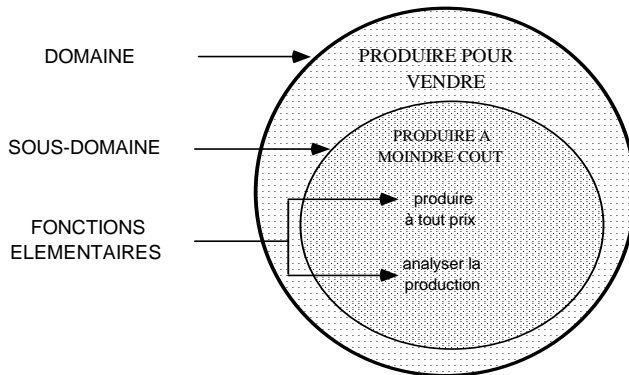 DOMAINE
PRODUIRE POUR
VENDRE
SOUS-DOMAINE
PRODUIRE A
MOINDRE COUT
FONCTIONS
ELEMENTAIRES
produire
à tout prix
analyser la
production